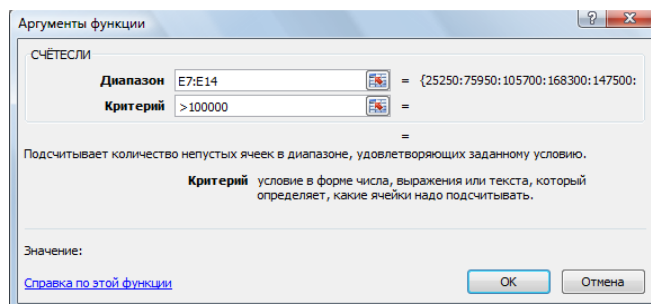 Аргументы функции
СЧЁТЕСЛИ
Диапазон E7:E14 = {25250:75950:105700:168300:147500:
Критерий >100000 =
=
Подсчитывает количество непустых ячеек в диапазоне, удовлетворяющих заданному условию.
Критерий условие в форме числа, выражения или текста, который
определяет, какие ячейки надо подсчитывать.
Значение:
Справка по этой функции OK Отмена